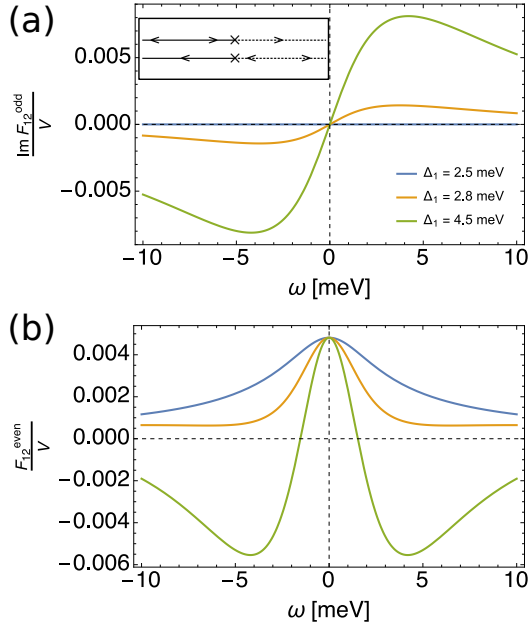 (a)
Im F₁₂ᵒᵈᵈ
V
0.005
0.000
−0.005
Δ₁ = 2.5 meV
Δ₁ = 2.8 meV
Δ₁ = 4.5 meV
−10 −5 0 5 10
ω [meV]
(b)
F₁₂ᵉᵛᵉⁿ
V
0.004
0.002
0.000
−0.002
−0.004
−0.006
−10 −5 0 5 10
ω [meV]